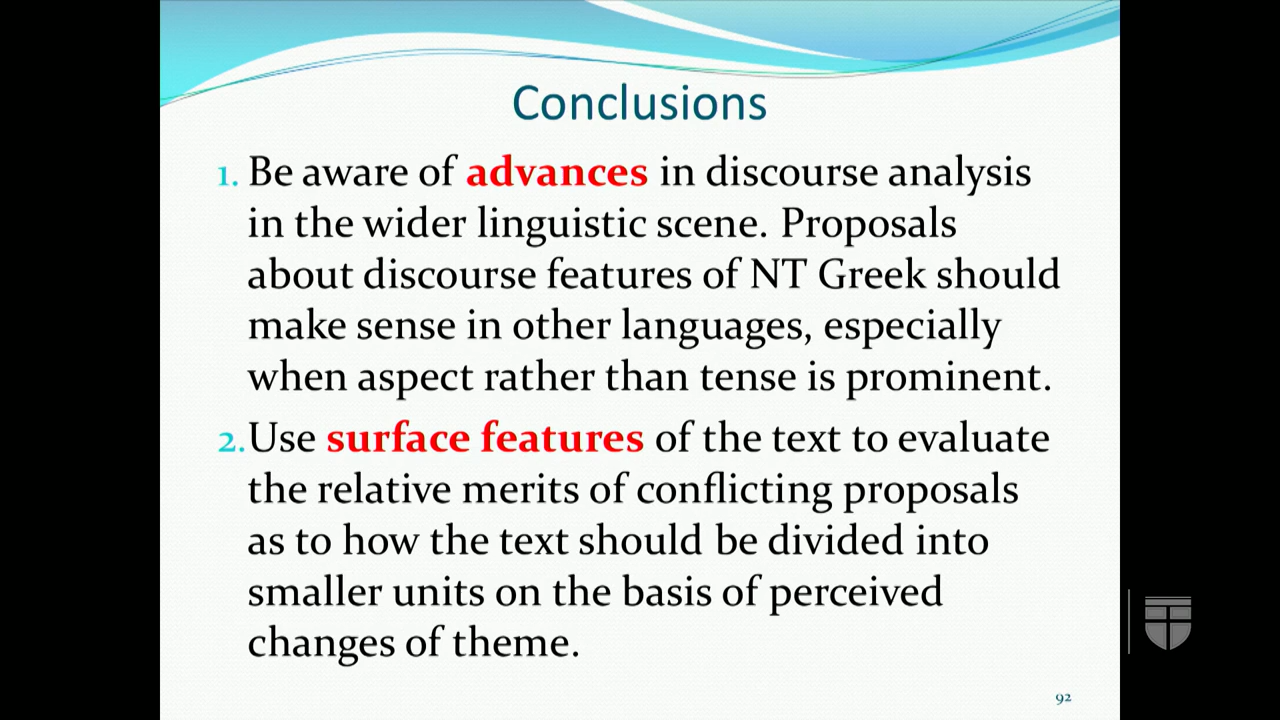 Conclusions
1. Be aware of advances in discourse analysis
in the wider linguistic scene. Proposals
about discourse features of NT Greek should
make sense in other languages, especially
when aspect rather than tense is prominent.
2. Use surface features of the text to evaluate
the relative merits of conflicting proposals
as to how the text should be divided into
smaller units on the basis of perceived
changes of theme.
92